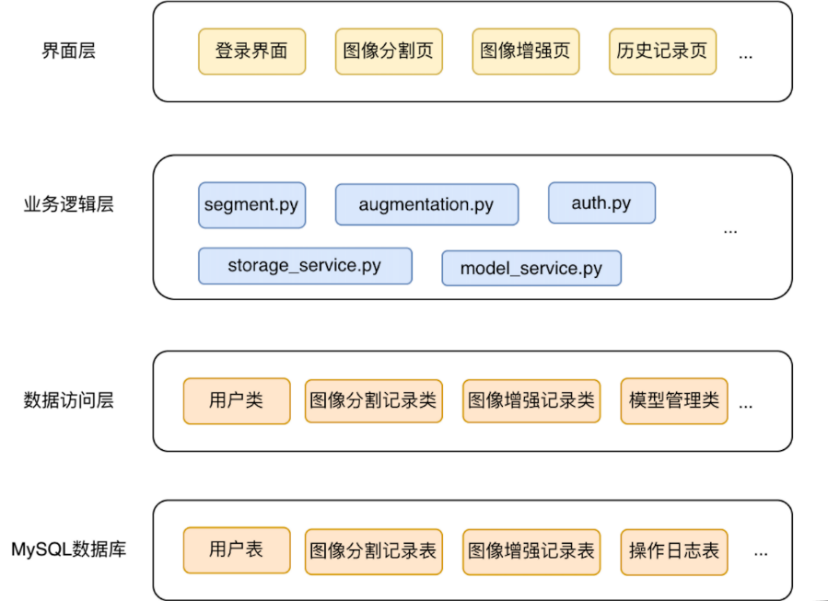 界面层
登录界面
图像分割页
图像增强页
历史记录页
...
业务逻辑层
segment.py
augmentation.py
auth.py
...
storage_service.py
model_service.py
数据访问层
用户类
图像分割记录类
图像增强记录类
模型管理类
...
MySQL数据库
用户表
图像分割记录表
图像增强记录表
操作日志表
...